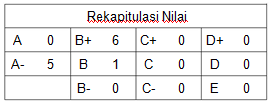 Rekapitulasi Nilai
A 0 B+ 6 C+ 0 D+ 0
A- 5 B 1 C 0 D 0
B- 0 C- 0 E 0